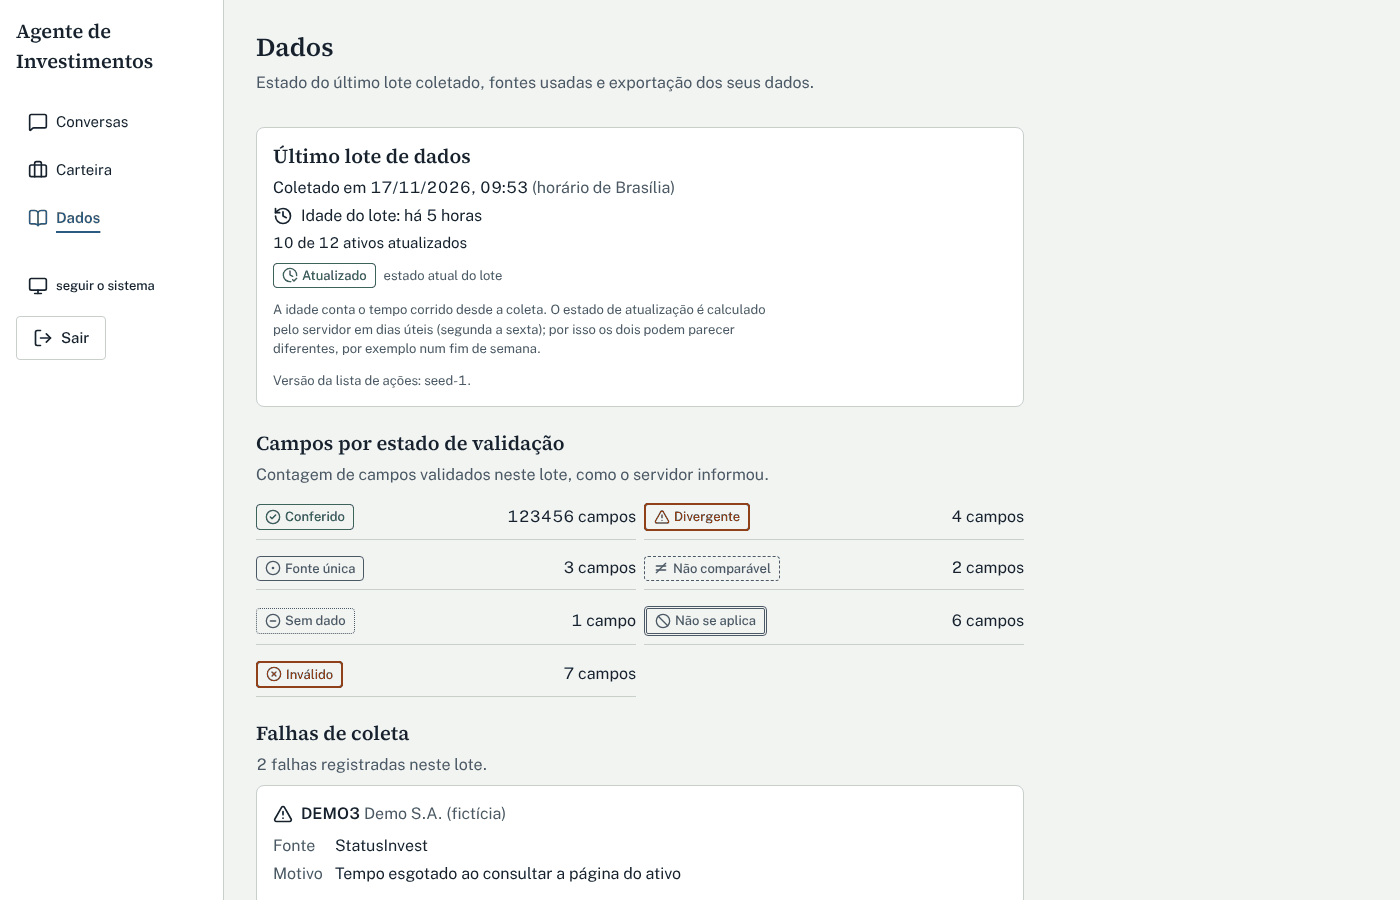 Agente de
Investimentos
Conversas
Carteira
Dados
seguir o sistema
Sair
Dados
Estado do último lote coletado, fontes usadas e exportação dos seus dados.
Último lote de dados
Coletado em 17/11/2026, 09:53 (horário de Brasília)
Idade do lote: há 5 horas
10 de 12 ativos atualizados
Atualizado estado atual do lote
A idade conta o tempo corrido desde a coleta. O estado de atualização é calculado
pelo servidor em dias úteis (segunda a sexta); por isso os dois podem parecer
diferentes, por exemplo num fim de semana.
Versão da lista de ações: seed-1.
Campos por estado de validação
Contagem de campos validados neste lote, como o servidor informou.
Conferido 123456 campos
Divergente 4 campos
Fonte única 3 campos
Não comparável 2 campos
Sem dado 1 campo
Não se aplica 6 campos
Inválido 7 campos
Falhas de coleta
2 falhas registradas neste lote.
DEMO3 Demo S.A. (fictícia)
Fonte StatusInvest
Motivo Tempo esgotado ao consultar a página do ativo